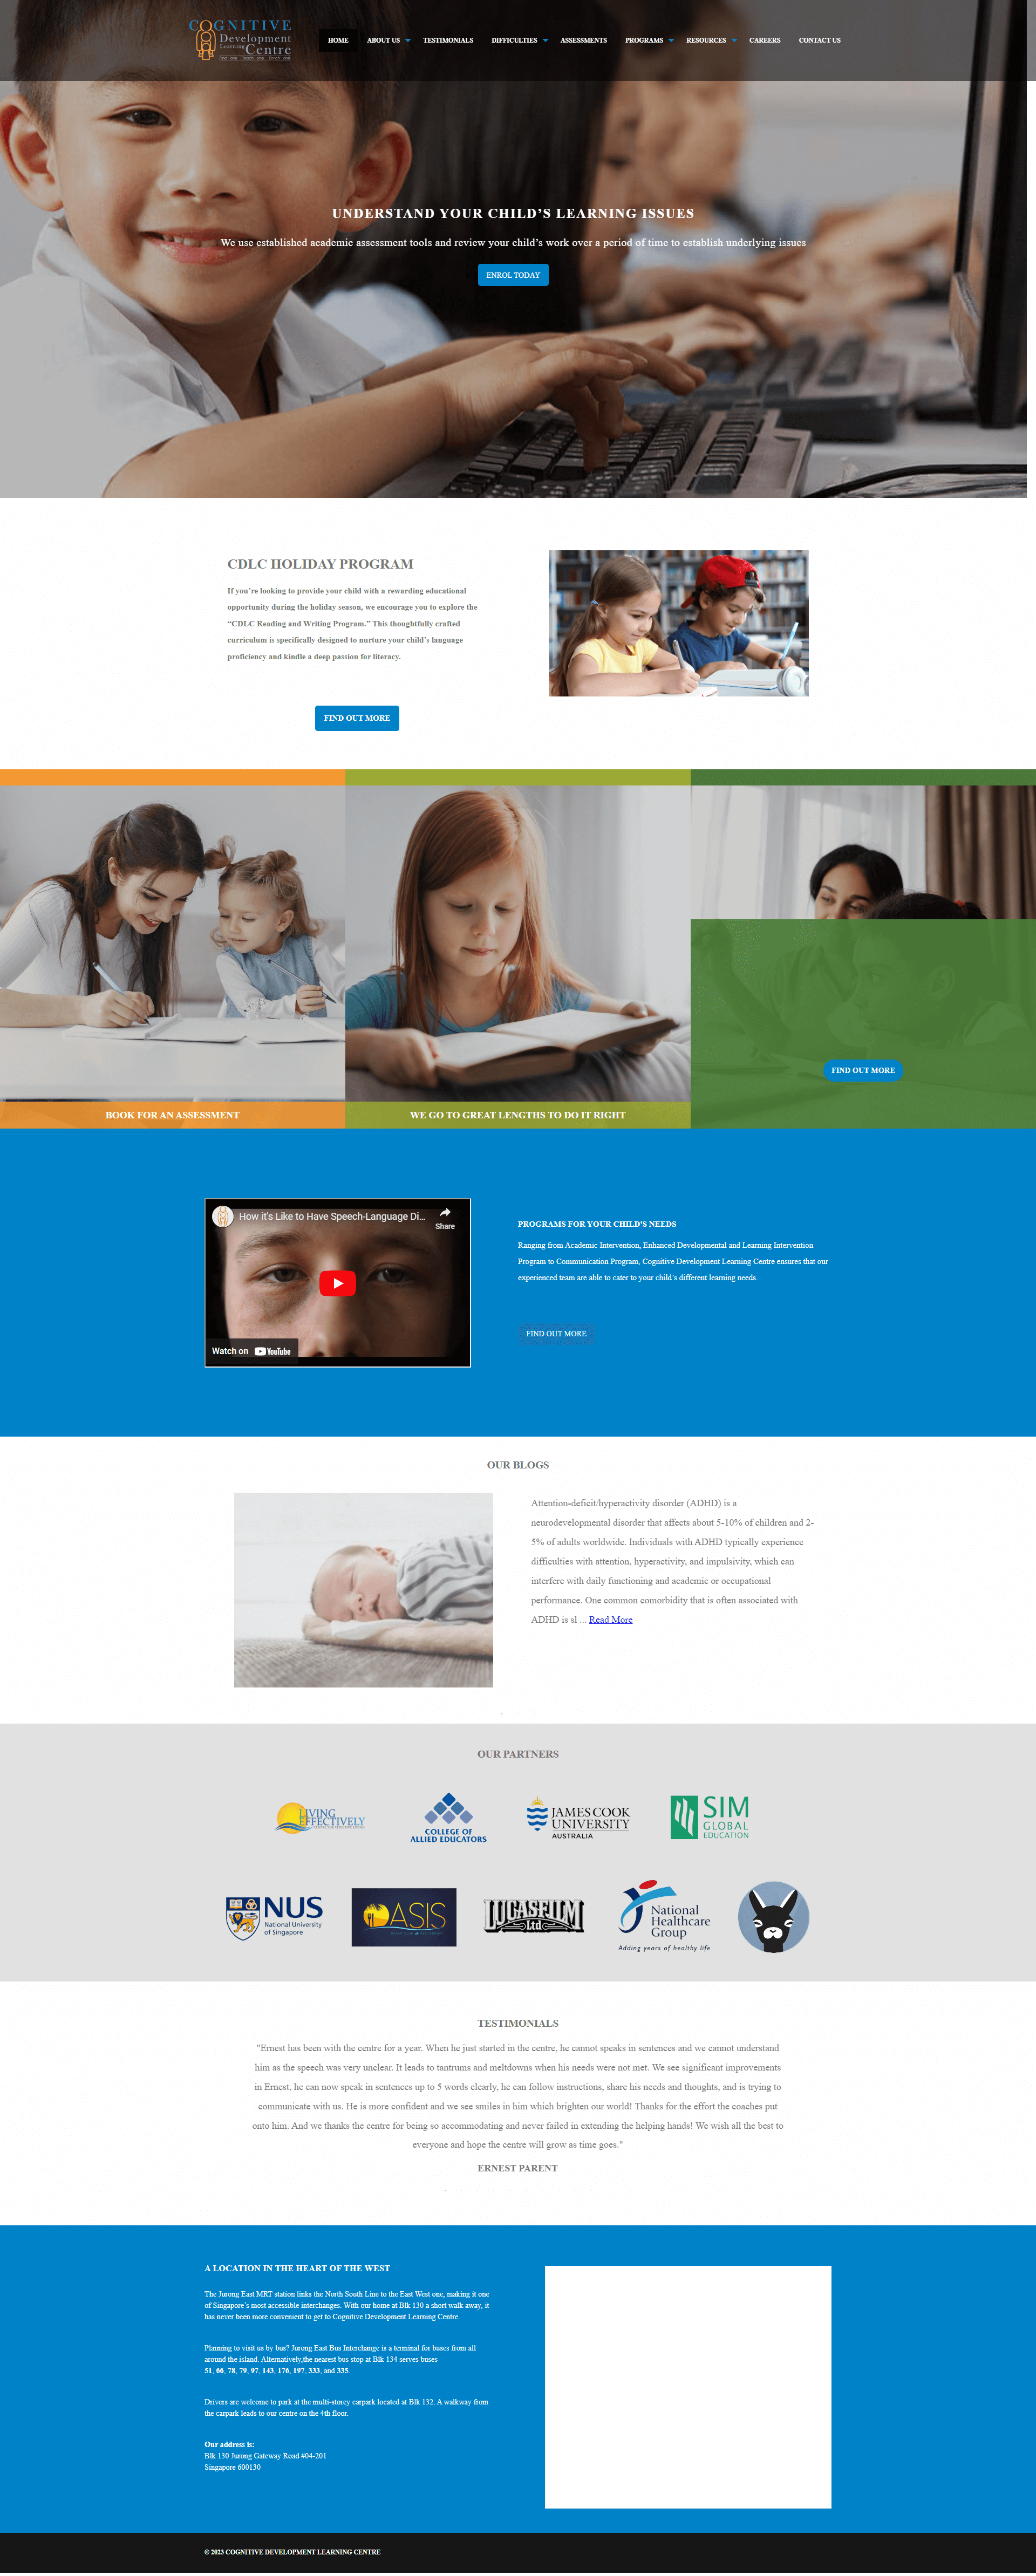 COGNITIVE
Development
Learning
Centre
HOME
ABOUT US
TESTIMONIALS
DIFFICULTIES
ASSESSMENTS
PROGRAMS
RESOURCES
CAREERS
CONTACT US
UNDERSTAND YOUR CHILD'S LEARNING ISSUES
We use established academic assessment tools and review your child's work over a period of time to establish underlying issues
ENROL TODAY
CDLC HOLIDAY PROGRAM
If you're looking to provide your child with a rewarding educational
opportunity during the holiday season, we encourage you to explore the
“CDLC Reading and Writing Program.” This thoughtfully crafted
curriculum is specifically designed to nurture your child's language
proficiency and kindle a deep passion for literacy.
FIND OUT MORE
FIND OUT MORE
BOOK FOR AN ASSESSMENT
WE GO TO GREAT LENGTHS TO DO IT RIGHT
How it's Like to Have Speech-Language Di...
Share
Watch on YouTube
PROGRAMS FOR YOUR CHILD'S NEEDS
Ranging from Academic Intervention, Enhanced Developmental and Learning Intervention
Program to Communication Program, Cognitive Development Learning Centre ensures that our
experienced team are able to cater to your child's different learning needs.
FIND OUT MORE
OUR BLOGS
Attention-deficit/hyperactivity disorder (ADHD) is a
neurodevelopmental disorder that affects about 5-10% of children and 2-
5% of adults worldwide. Individuals with ADHD typically experience
difficulties with attention, hyperactivity, and impulsivity, which can
interfere with daily functioning and academic or occupational
performance. One common comorbidity that is often associated with
ADHD is sl ... Read More
OUR PARTNERS
LIVING
EFFECTIVELY
COLLEGE OF
ALLIED EDUCATORS
JAMES COOK
UNIVERSITY
AUSTRALIA
SIM
GLOBAL
EDUCATION
NUS
National University
of Singapore
OASIS
LUCASFILM
Ltd
National
Healthcare
Group
Adding years of healthy life
TESTIMONIALS
"Ernest has been with the centre for a year. When he just started in the centre, he cannot speaks in sentences and we cannot understand
him as the speech was very unclear. It leads to tantrums and meltdowns when his needs were not met. We see significant improvements
in Ernest, he can now speak in sentences up to 5 words clearly, he can follow instructions, share his needs and thoughts, and is trying to
communicate with us. He is more confident and we see smiles in him which brighten our world! Thanks for the effort the coaches put
onto him. And we thanks the centre for being so accommodating and never failed in extending the helping hands! We wish all the best to
everyone and hope the centre will grow as time goes."
ERNEST PARENT
A LOCATION IN THE HEART OF THE WEST
The Jurong East MRT station links the North South Line to the East West one, making it one
of Singapore's most accessible interchanges. With our home at Blk 130 a short walk away, it
has never been more convenient to get to Cognitive Development Learning Centre.
Planning to visit us by bus? Jurong East Bus Interchange is a terminal for buses from all
around the island. Alternatively,the nearest bus stop at Blk 134 serves buses
51, 66, 78, 79, 97, 143, 176, 197, 333, and 335.
Drivers are welcome to park at the multi-storey carpark located at Blk 132. A walkway from
the carpark leads to our centre on the 4th floor.
Our address is:
Blk 130 Jurong Gateway Road #04-201
Singapore 600130
© 2023 COGNITIVE DEVELOPMENT LEARNING CENTRE